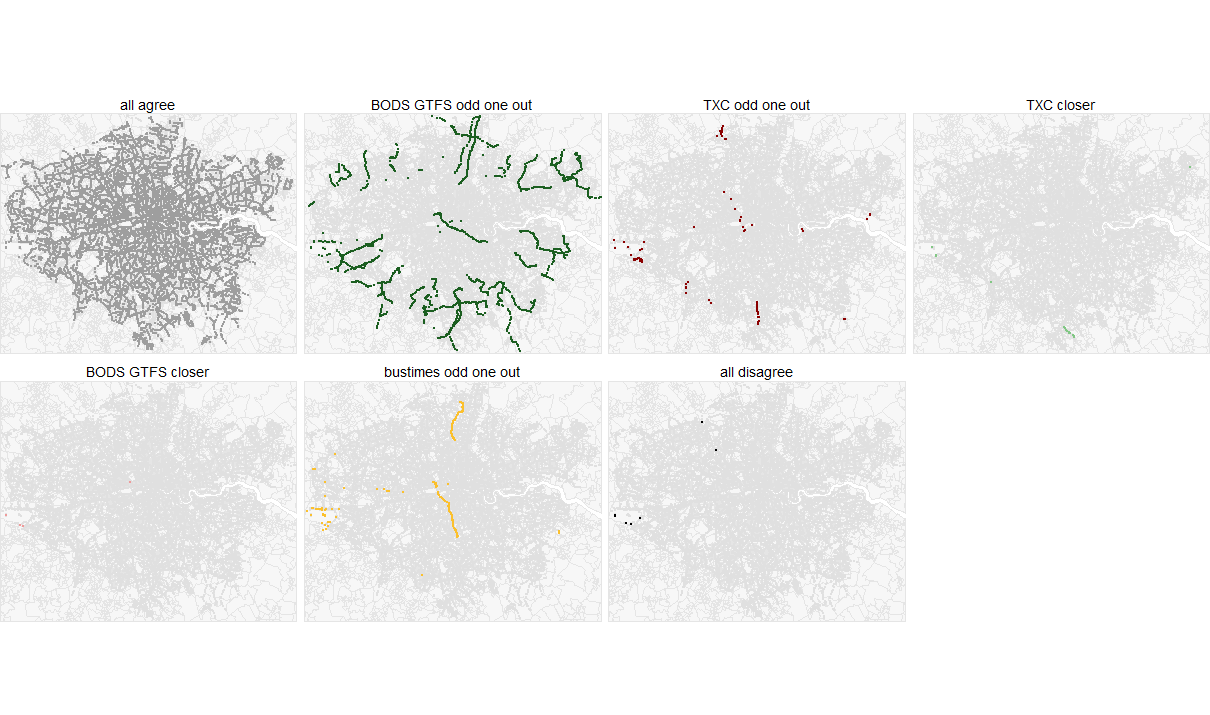 all agree
BODS GTFS odd one out
TXC odd one out
TXC closer
BODS GTFS closer
bustimes odd one out
all disagree